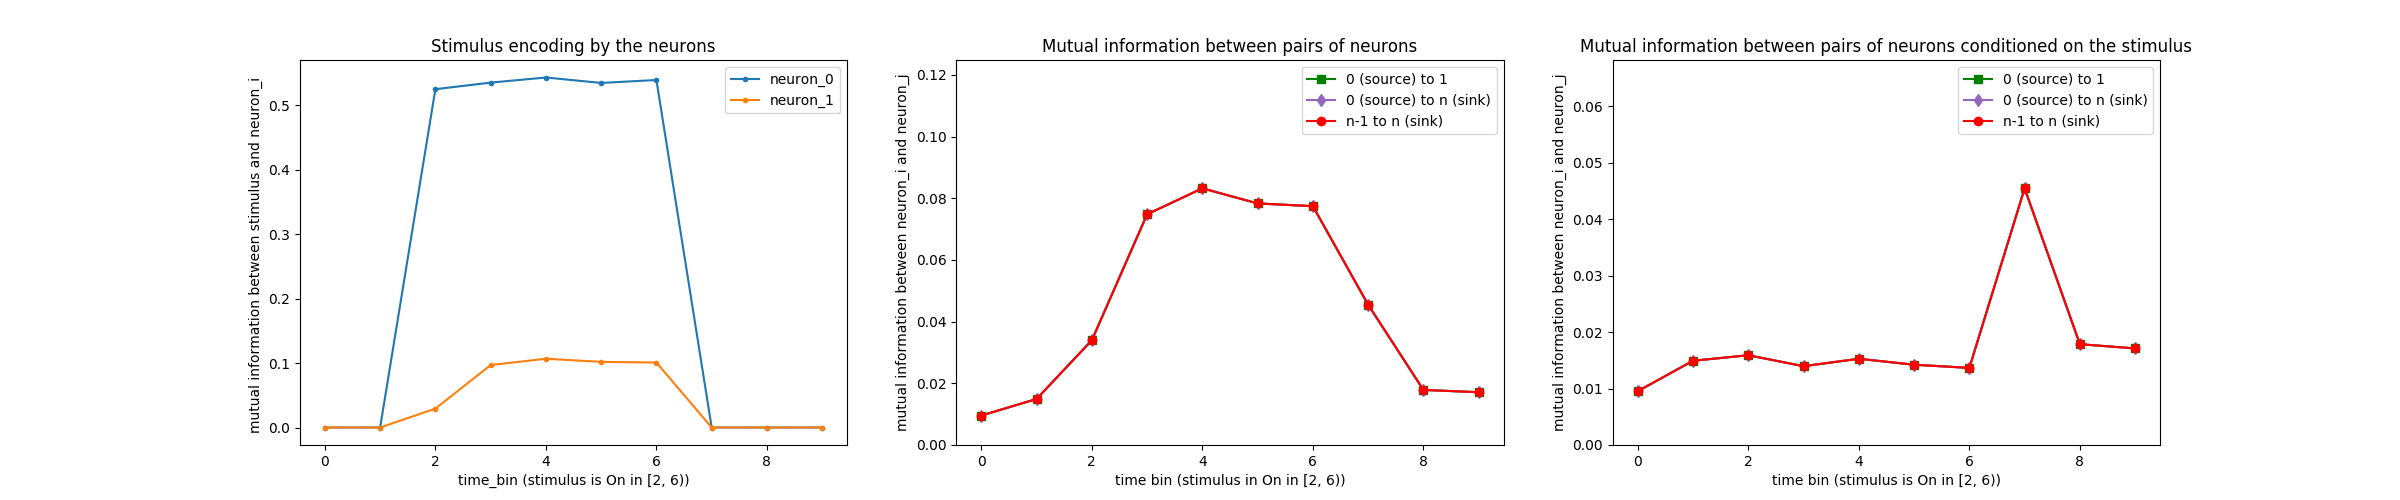 Stimulus encoding by the neurons
mutual information between stimulus and neuron_i
0.5
0.4
0.3
0.2
0.1
0.0
0
2
4
6
8
time_bin (stimulus is On in [2, 6))
neuron_0
neuron_1
Mutual information between pairs of neurons
mutual information between neuron_i and neuron_j
0.12
0.10
0.08
0.06
0.04
0.02
0.00
0
2
4
6
8
time bin (stimulus in On in [2, 6))
0 (source) to 1
0 (source) to n (sink)
n-1 to n (sink)
Mutual information between pairs of neurons conditioned on the stimulus
mutual information between neuron_i and neuron_j
0.06
0.05
0.04
0.03
0.02
0.01
0.00
0
2
4
6
8
time bin (stimulus is On in [2, 6))
0 (source) to 1
0 (source) to n (sink)
n-1 to n (sink)